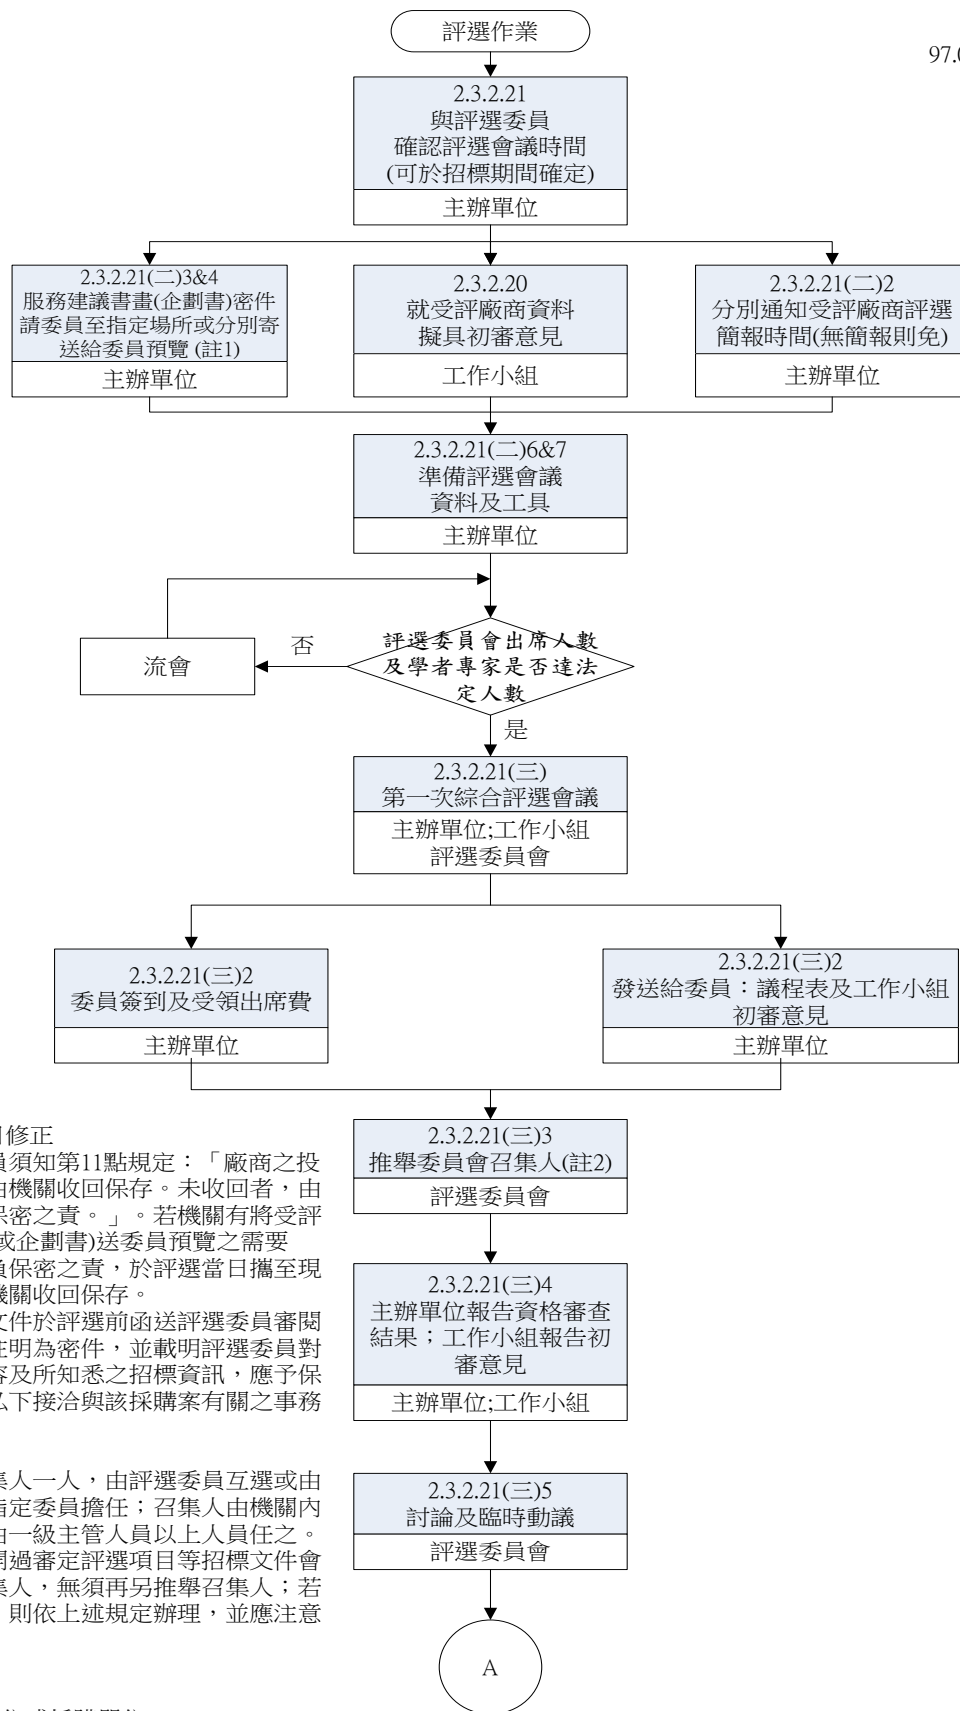 評選作業
97.0
2.3.2.21
與評選委員
確認評選會議時間
(可於招標期間確定)
主辦單位
2.3.2.21(二)3&4
服務建議書畫(企劃書)密件
請委員至指定場所或分別寄
送給委員預覽 (註1)
主辦單位
2.3.2.20
就受評廠商資料
擬具初審意見
工作小組
2.3.2.21(二)2
分別通知受評廠商評選
簡報時間(無簡報則免)
主辦單位
2.3.2.21(二)6&7
準備評選會議
資料及工具
主辦單位
評選委員會出席人數
及學者專家是否達法
定人數
否
流會
是
2.3.2.21(三)
第一次綜合評選會議
主辦單位;工作小組
評選委員會
2.3.2.21(三)2
委員簽到及受領出席費
主辦單位
2.3.2.21(三)2
發送給委員：議程表及工作小組
初審意見
主辦單位
2.3.2.21(三)3
推舉委員會召集人(註2)
評選委員會
2.3.2.21(三)4
主辦單位報告資格審查
結果；工作小組報告初
審意見
主辦單位;工作小組
2.3.2.21(三)5
討論及臨時動議
評選委員會
A
修正
員須知第11點規定：「廠商之投
由機關收回保存。未收回者，由
保密之責。」。若機關有將受評
或企劃書)送委員預覽之需要
負保密之責，於評選當日攜至現
機關收回保存。
文件於評選前函送評選委員審閱
註明為密件，並載明評選委員對
容及所知悉之招標資訊，應予保
私下接洽與該採購案有關之事務
集人一人，由評選委員互選或由
指定委員擔任；召集人由機關內
由一級主管人員以上人員任之。
開過審定評選項目等招標文件會
集人，無須再另推舉召集人；若
則依上述規定辦理，並應注意